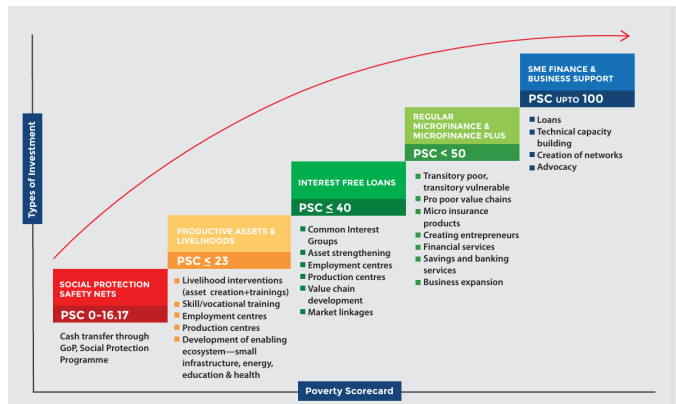 Types of Investment
SOCIAL PROTECTION
SAFETY NETS
PSC 0-16.17
Cash transfer through
GoP, Social Protection
Programme
PRODUCTIVE ASSETS &
LIVELIHOODS
PSC ≤ 23
Livelihood interventions
(asset creation+trainings)
Skill/vocational training
Employment centres
Production centres
Development of enabling
ecosystem—small
infrastructure, energy,
education & health
INTEREST FREE LOANS
PSC ≤ 40
Common Interest
Groups
Asset strengthening
Employment centres
Production centres
Value chain
development
Market linkages
REGULAR
MICROFINANCE &
MICROFINANCE PLUS
PSC < 50
Transitory poor,
transitory vulnerable
Pro poor value chains
Micro insurance
products
Creating entrepreneurs
Financial services
Savings and banking
services
Business expansion
SME FINANCE &
BUSINESS SUPPORT
PSC UPTO 100
Loans
Technical capacity
building
Creation of networks
Advocacy
Poverty Scorecard